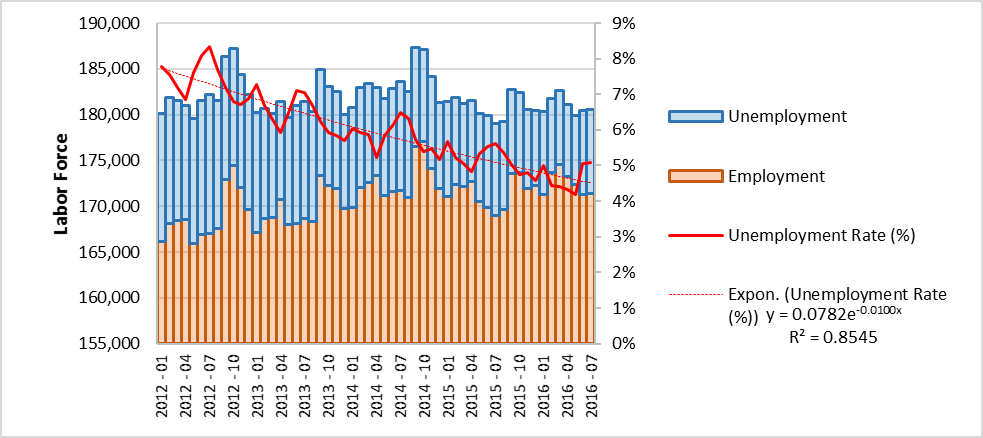 190,000
185,000
180,000
175,000
170,000
165,000
160,000
155,000
Labor Force
9%
8%
7%
6%
5%
4%
3%
2%
1%
0%
2012 - 01
2012 - 04
2012 - 07
2012 - 10
2013 - 01
2013 - 04
2013 - 07
2013 - 10
2014 - 01
2014 - 04
2014 - 07
2014 - 10
2015 - 01
2015 - 04
2015 - 07
2015 - 10
2016 - 01
2016 - 04
2016 - 07
Unemployment
Employment
Unemployment Rate (%)
Expon. (Unemployment Rate
(%)) y = 0.0782e^-0.0100x
R² = 0.8545